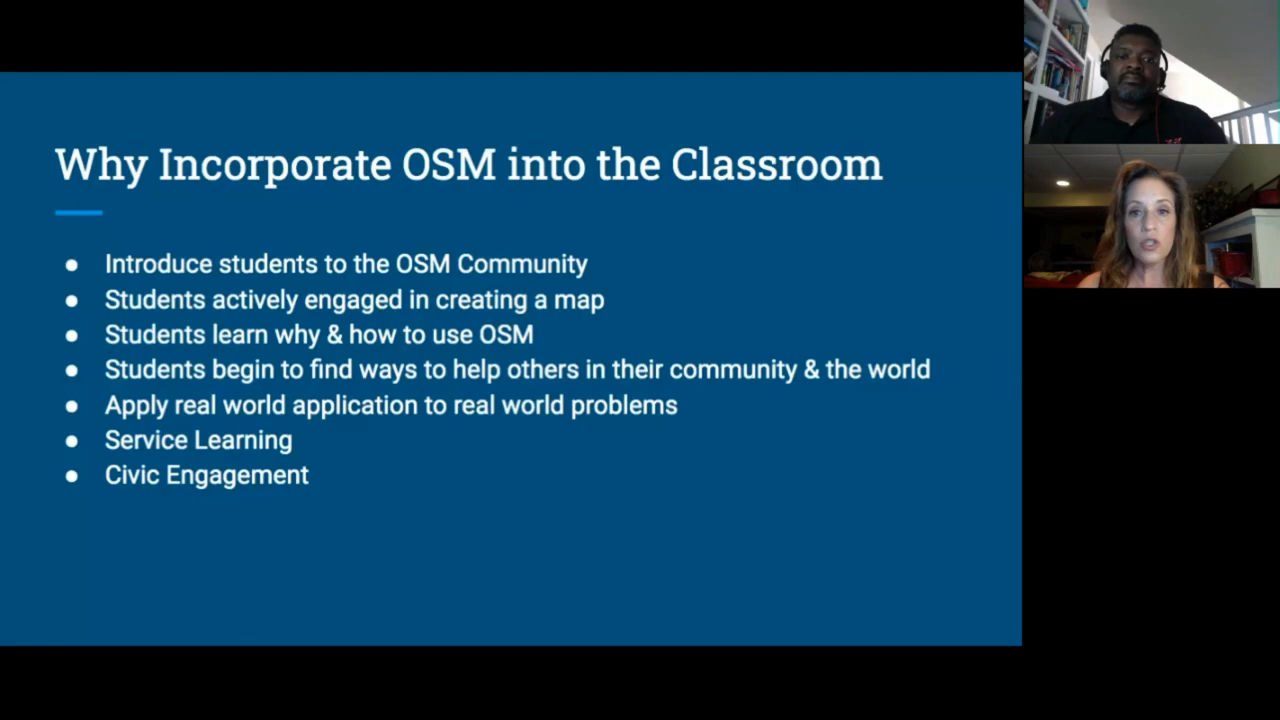 Why Incorporate OSM into the Classroom
● Introduce students to the OSM Community
● Students actively engaged in creating a map
● Students learn why & how to use OSM
● Students begin to find ways to help others in their community & the world
● Apply real world application to real world problems
● Service Learning
● Civic Engagement